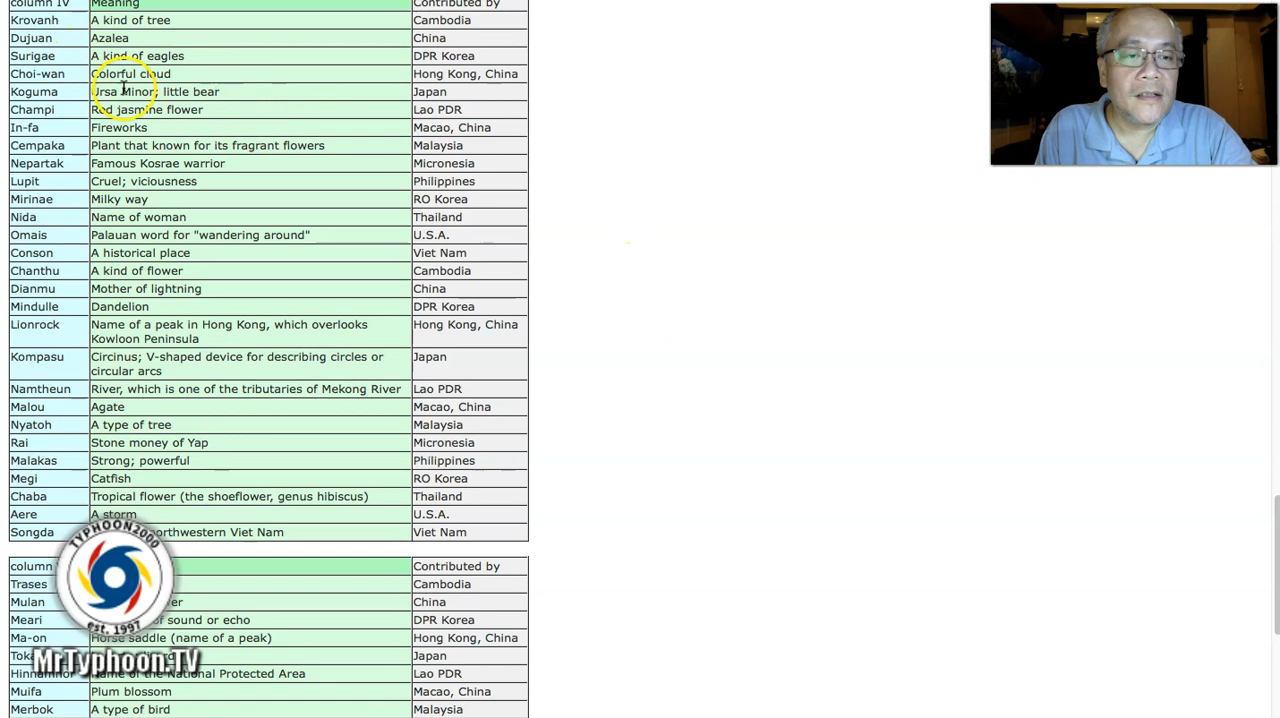 column IV Meaning Contributed by
Krovanh A kind of tree Cambodia
Dujuan Azalea China
Surigae A kind of eagles DPR Korea
Choi-wan Colorful cloud Hong Kong, China
Koguma Ursa Minor; little bear Japan
Champi Red jasmine flower Lao PDR
In-fa Fireworks Macao, China
Cempaka Plant that known for its fragrant flowers Malaysia
Nepartak Famous Kosrae warrior Micronesia
Lupit Cruel; viciousness Philippines
Mirinae Milky way RO Korea
Nida Name of woman Thailand
Omais Palauan word for "wandering around" U.S.A.
Conson A historical place Viet Nam
Chanthu A kind of flower Cambodia
Dianmu Mother of lightning China
Mindulle Dandelion DPR Korea
Lionrock Name of a peak in Hong Kong, which overlooks Hong Kong, China
Kowloon Peninsula
Kompasu Circinus; V-shaped device for describing circles or Japan
circular arcs
Namtheun River, which is one of the tributaries of Mekong River Lao PDR
Malou Agate Macao, China
Nyatoh A type of tree Malaysia
Rai Stone money of Yap Micronesia
Malakas Strong; powerful Philippines
Megi Catfish RO Korea
Chaba Tropical flower (the shoeflower, genus hibiscus) Thailand
Aere A storm U.S.A.
Songda northwestern Viet Nam Viet Nam
TYPHOON2000
est. 1997
MrTyphoon.TV
column Contributed by
Trases Cambodia
Mulan China
Meari of sound or echo DPR Korea
Ma-on Horse saddle (name of a peak) Hong Kong, China
Japan
Hinnamnor Name of the National Protected Area Lao PDR
Muifa Plum blossom Macao, China
Merbok A type of bird Malaysia